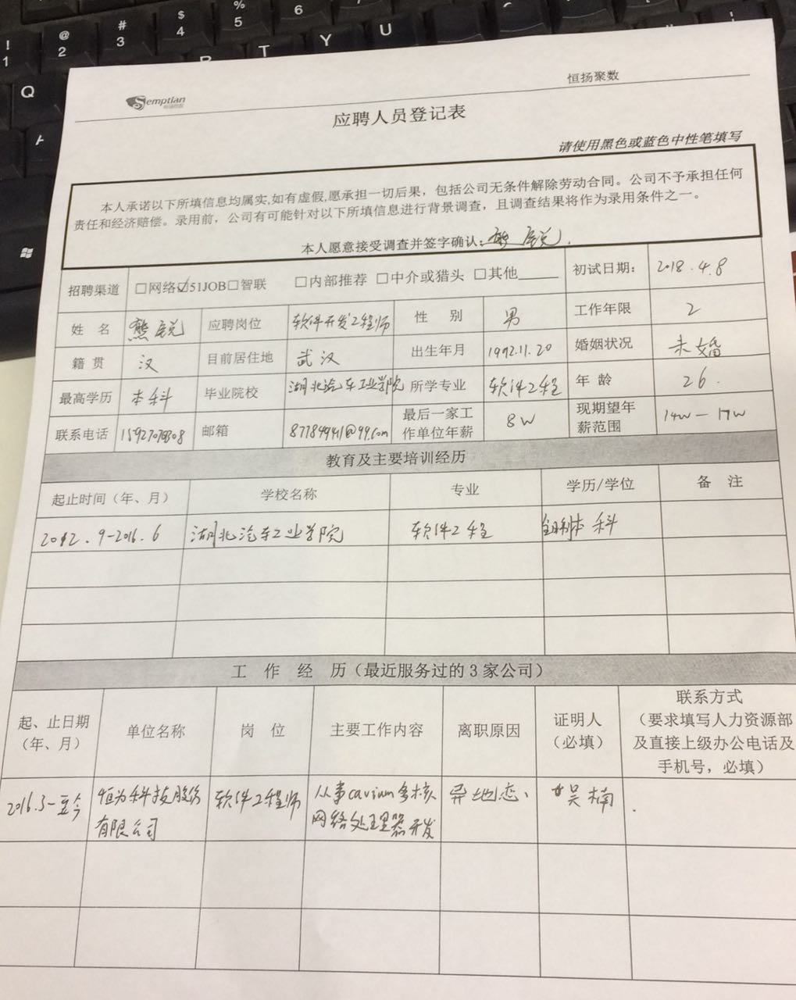 ! 1
@ 2
# 3
$ 4
% 5
6
Q
T Y U
Semptian
恒扬聚数
应聘人员登记表
请使用黑色或蓝色中性笔填写
本人承诺以下所填信息均属实,如有虚假,愿承担一切后果，包括公司无条件解除劳动合同。公司不予承担任何
责任和经济赔偿。录用前，公司有可能针对以下所填信息进行背景调查，且调查结果将作为录用条件之一。
本人愿意接受调查并签字确认：熊锐.
招聘渠道 □网络☑51JOB□智联 □内部推荐 □中介或猎头 □其他____ 初试日期： 2018.4.8
姓 名 熊锐 应聘岗位 软件开发工程师 性 别 男 工作年限 2
籍 贯 汉 目前居住地 武汉 出生年月 1992.11.20 婚姻状况 未婚
最高学历 本科 毕业院校 湖北汽车工业学院 所学专业 软件工程 年 龄 26.
联系电话 邮箱 最后一家工作单位年薪 8W 现期望年薪范围 14W—17W
教育及主要培训经历
起止时间（年、月） 学校名称 专业 学历/学位 备 注
2012.9-2016.6 湖北汽车工业学院 软件工程 本科
工 作 经 历（最近服务过的3家公司）
起、止日期（年、月） 单位名称 岗 位 主要工作内容 离职原因 证明人（必填） 联系方式（要求填写人力资源部及直接上级办公电话及手机号，必填）
2016.3-至今 恒为科技股份有限公司 软件工程师 从事cavium多核网络处理器开发 异地恋、 吴楠